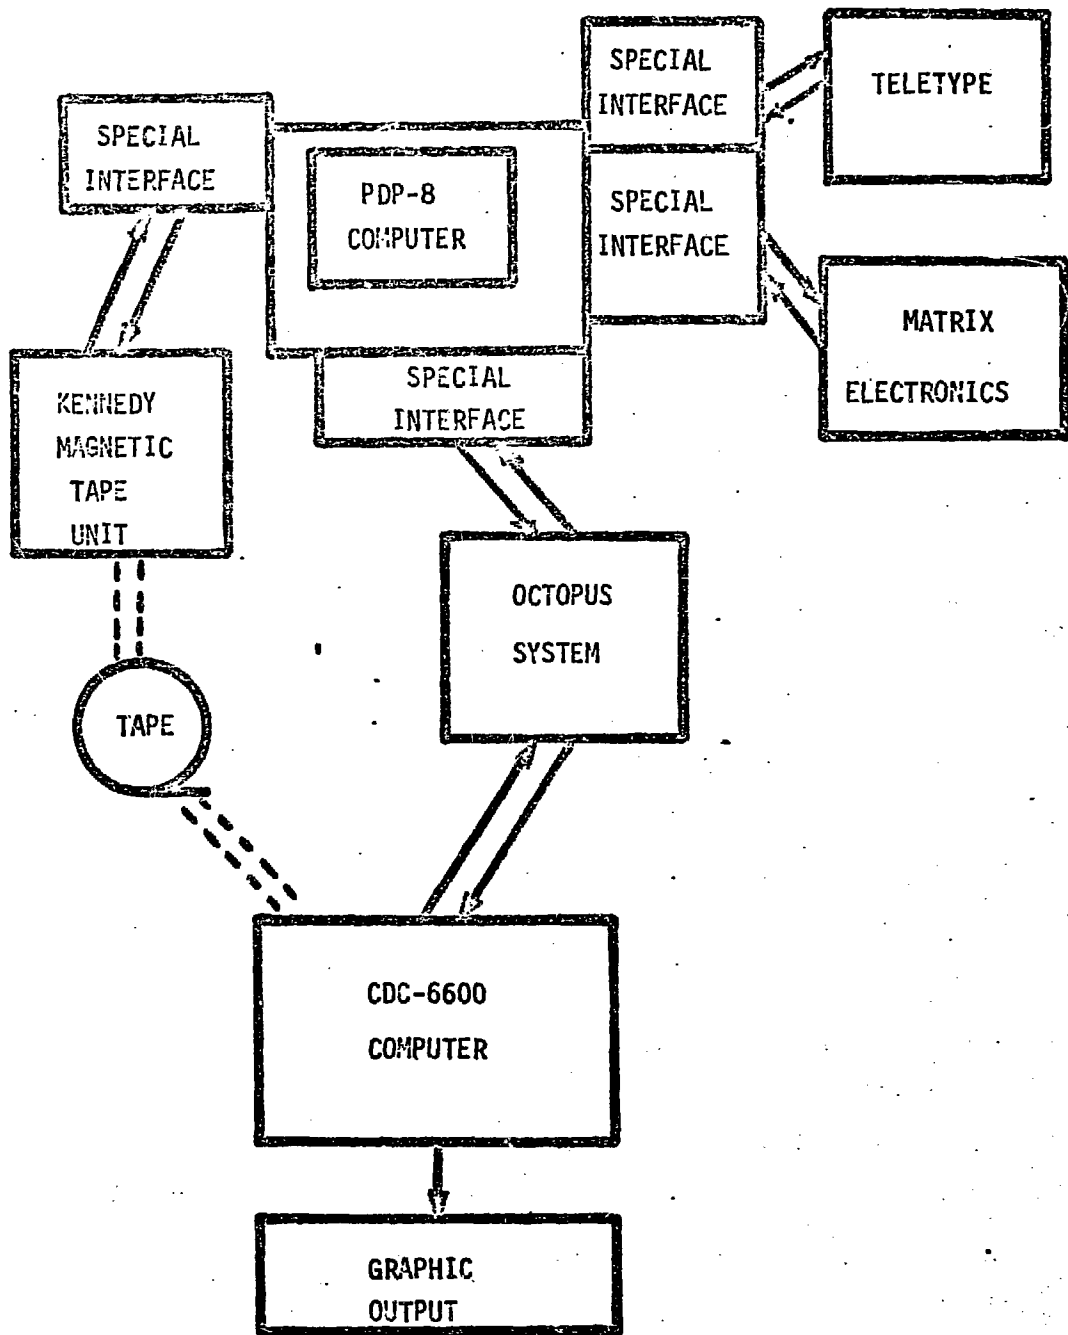 SPECIAL
INTERFACE
TELETYPE
SPECIAL
INTERFACE
PDP-8
COMPUTER
SPECIAL
INTERFACE
MATRIX
ELECTRONICS
SPECIAL
INTERFACE
KENNEDY
MAGNETIC
TAPE
UNIT
OCTOPUS
SYSTEM
TAPE
CDC-6600
COMPUTER
GRAPHIC
OUTPUT